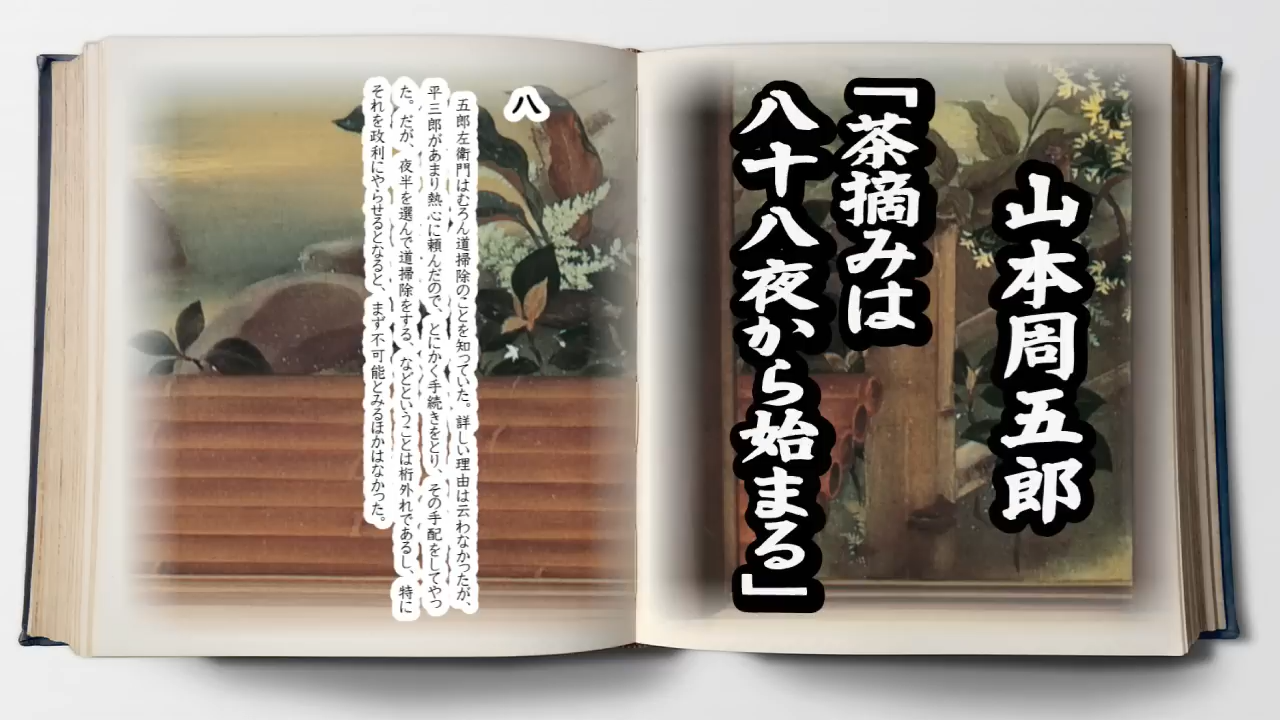 山本周五郎
「茶摘みは
八十八夜から始まる」
八
五郎左衛門はむろん道掃除のことを知っていた。詳しい理由は云わなかったが、
平三郎があまり熱心に頼んだので、とにかく手続きをとり、その手配をしてやっ
た。だが、夜半を選んで道掃除をする、などということは桁外れであるし、特に
それを政利にやらせるとなると、まず不可能とみるほかはなかった。